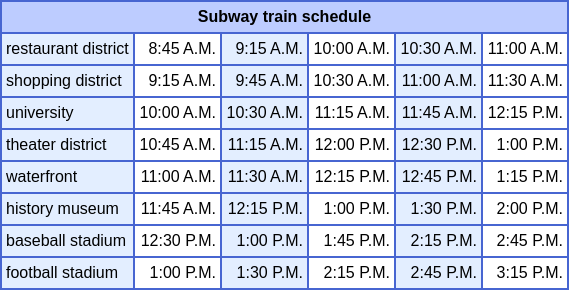 Subway train schedule
restaurant district 8:45 A.M. 9:15 A.M. 10:00 A.M. 10:30 A.M. 11:00 A.M.
shopping district 9:15 A.M. 9:45 A.M. 10:30 A.M. 11:00 A.M. 11:30 A.M.
university 10:00 A.M. 10:30 A.M. 11:15 A.M. 11:45 A.M. 12:15 P.M.
theater district 10:45 A.M. 11:15 A.M. 12:00 P.M. 12:30 P.M. 1:00 P.M.
waterfront 11:00 A.M. 11:30 A.M. 12:15 P.M. 12:45 P.M. 1:15 P.M.
history museum 11:45 A.M. 12:15 P.M. 1:00 P.M. 1:30 P.M. 2:00 P.M.
baseball stadium 12:30 P.M. 1:00 P.M. 1:45 P.M. 2:15 P.M. 2:45 P.M.
football stadium 1:00 P.M. 1:30 P.M. 2:15 P.M. 2:45 P.M. 3:15 P.M.